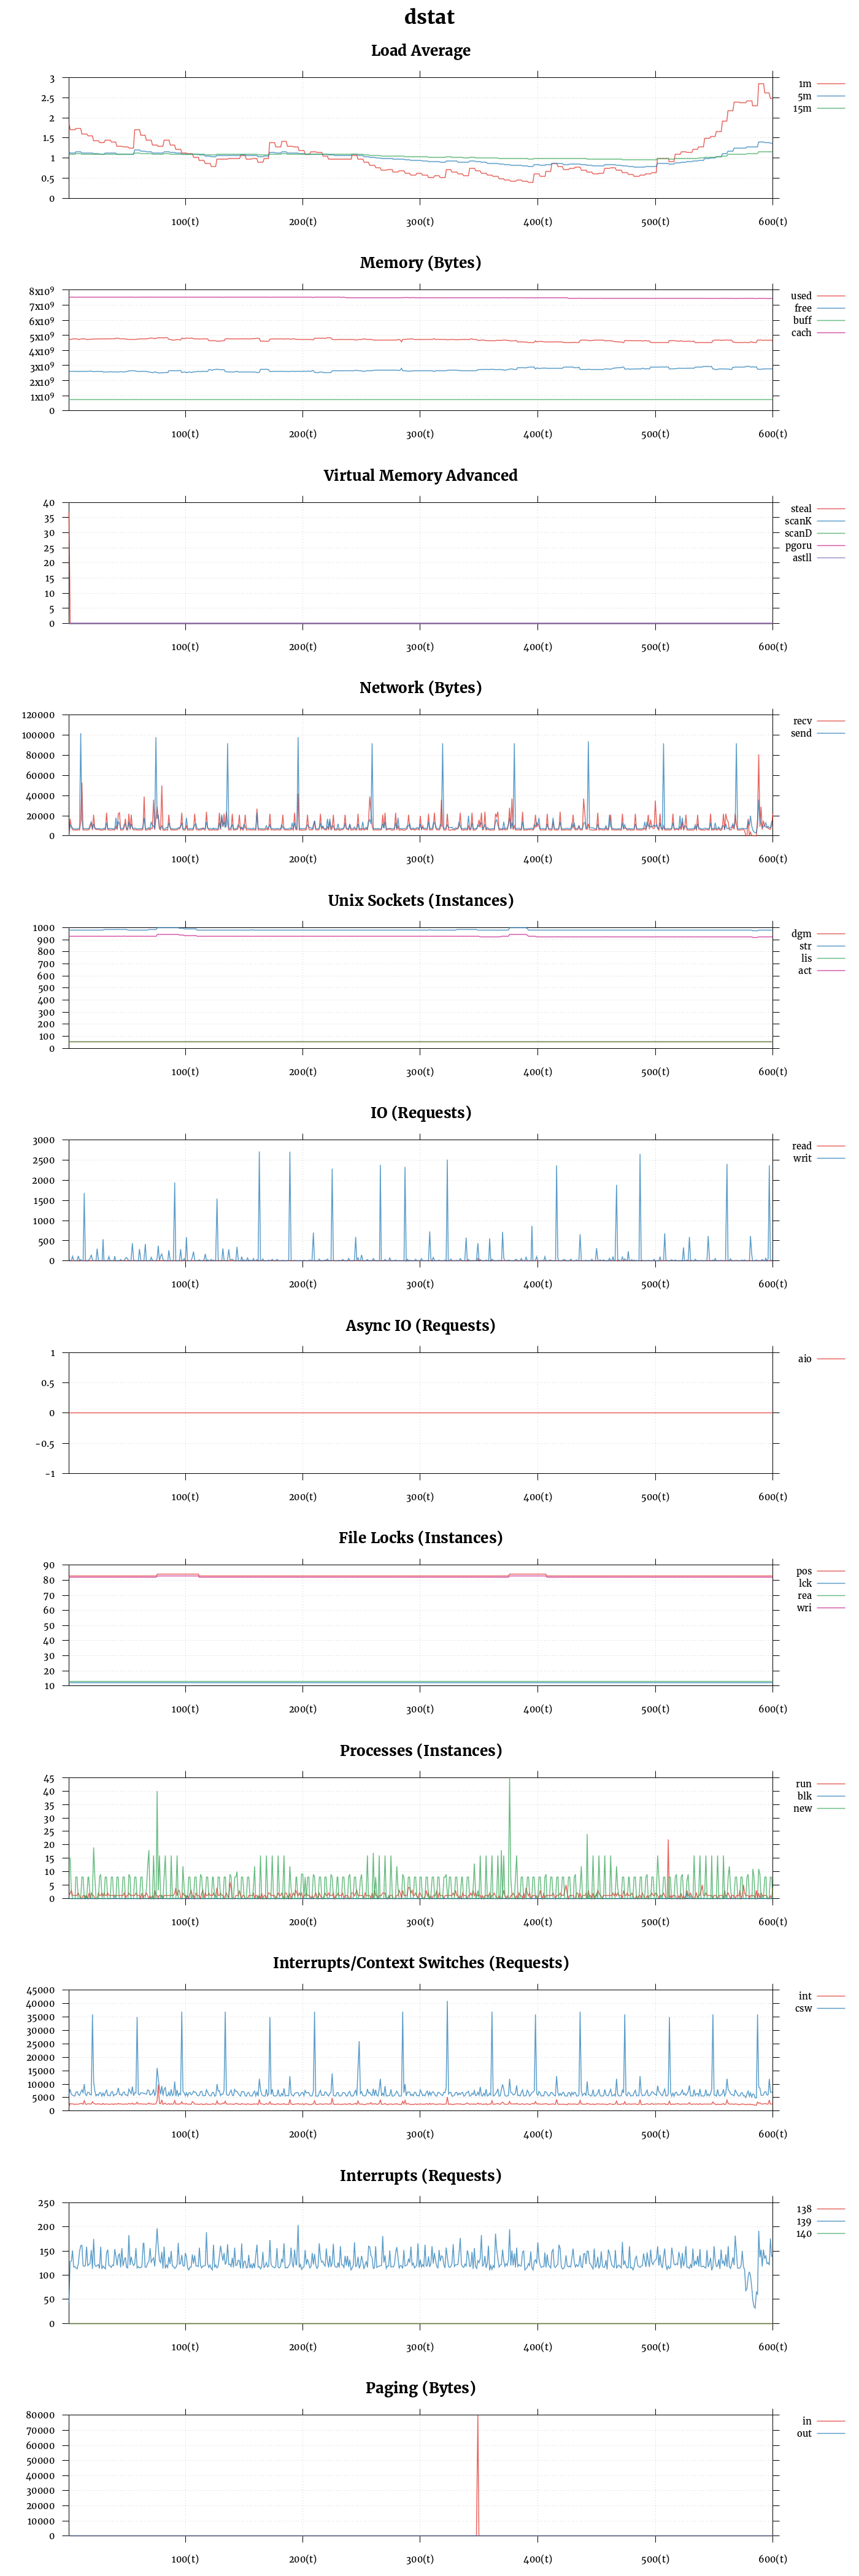 dstat
Load Average
3
2.5
2
1.5
1
0.5
0
100(t) 200(t) 300(t) 400(t) 500(t) 600(t)
1m
5m
15m
Memory (Bytes)
8x10⁹
7x10⁹
6x10⁹
5x10⁹
4x10⁹
3x10⁹
2x10⁹
1x10⁹
0
100(t) 200(t) 300(t) 400(t) 500(t) 600(t)
used
free
buff
cach
Virtual Memory Advanced
40
35
30
25
20
15
10
5
0
100(t) 200(t) 300(t) 400(t) 500(t) 600(t)
steal
scanK
scanD
pgoru
astll
Network (Bytes)
120000
100000
80000
60000
40000
20000
0
100(t) 200(t) 300(t) 400(t) 500(t) 600(t)
recv
send
Unix Sockets (Instances)
1000
900
800
700
600
500
400
300
200
100
0
100(t) 200(t) 300(t) 400(t) 500(t) 600(t)
dgm
str
lis
act
IO (Requests)
3000
2500
2000
1500
1000
500
0
100(t) 200(t) 300(t) 400(t) 500(t) 600(t)
read
writ
Async IO (Requests)
1
0.5
0
-0.5
-1
100(t) 200(t) 300(t) 400(t) 500(t) 600(t)
aio
File Locks (Instances)
90
80
70
60
50
40
30
20
10
100(t) 200(t) 300(t) 400(t) 500(t) 600(t)
pos
lck
rea
wri
Processes (Instances)
45
40
35
30
25
20
15
10
5
0
100(t) 200(t) 300(t) 400(t) 500(t) 600(t)
run
blk
new
Interrupts/Context Switches (Requests)
45000
40000
35000
30000
25000
20000
15000
10000
5000
0
100(t) 200(t) 300(t) 400(t) 500(t) 600(t)
int
csw
Interrupts (Requests)
250
200
150
100
50
0
100(t) 200(t) 300(t) 400(t) 500(t) 600(t)
138
139
140
Paging (Bytes)
80000
70000
60000
50000
40000
30000
20000
10000
0
100(t) 200(t) 300(t) 400(t) 500(t) 600(t)
in
out